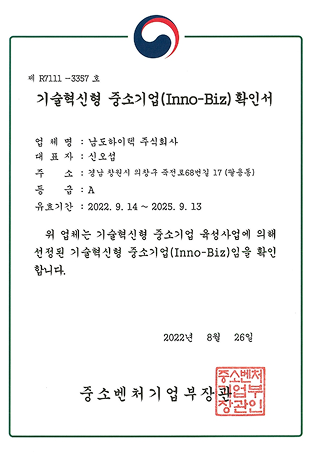 제 R7111-3357 호
기술혁신형 중소기업(Inno-Biz) 확인서
업 체 명 : 남도하이텍 주식회사
대 표 자 : 신오섭
주 소 : 경남 창원시 의창구 죽전로68번길 17 (팔용동)
등 급 : A
유효기간 : 2022. 9. 14 ~ 2025. 9. 13
위 업체는 기술혁신형 중소기업 육성사업에 의해
선정된 기술혁신형 중소기업(Inno-Biz)임을 확인
합니다.
2022년 8월 26일
중소벤처기업부장관
중소벤처
기업부
장관인